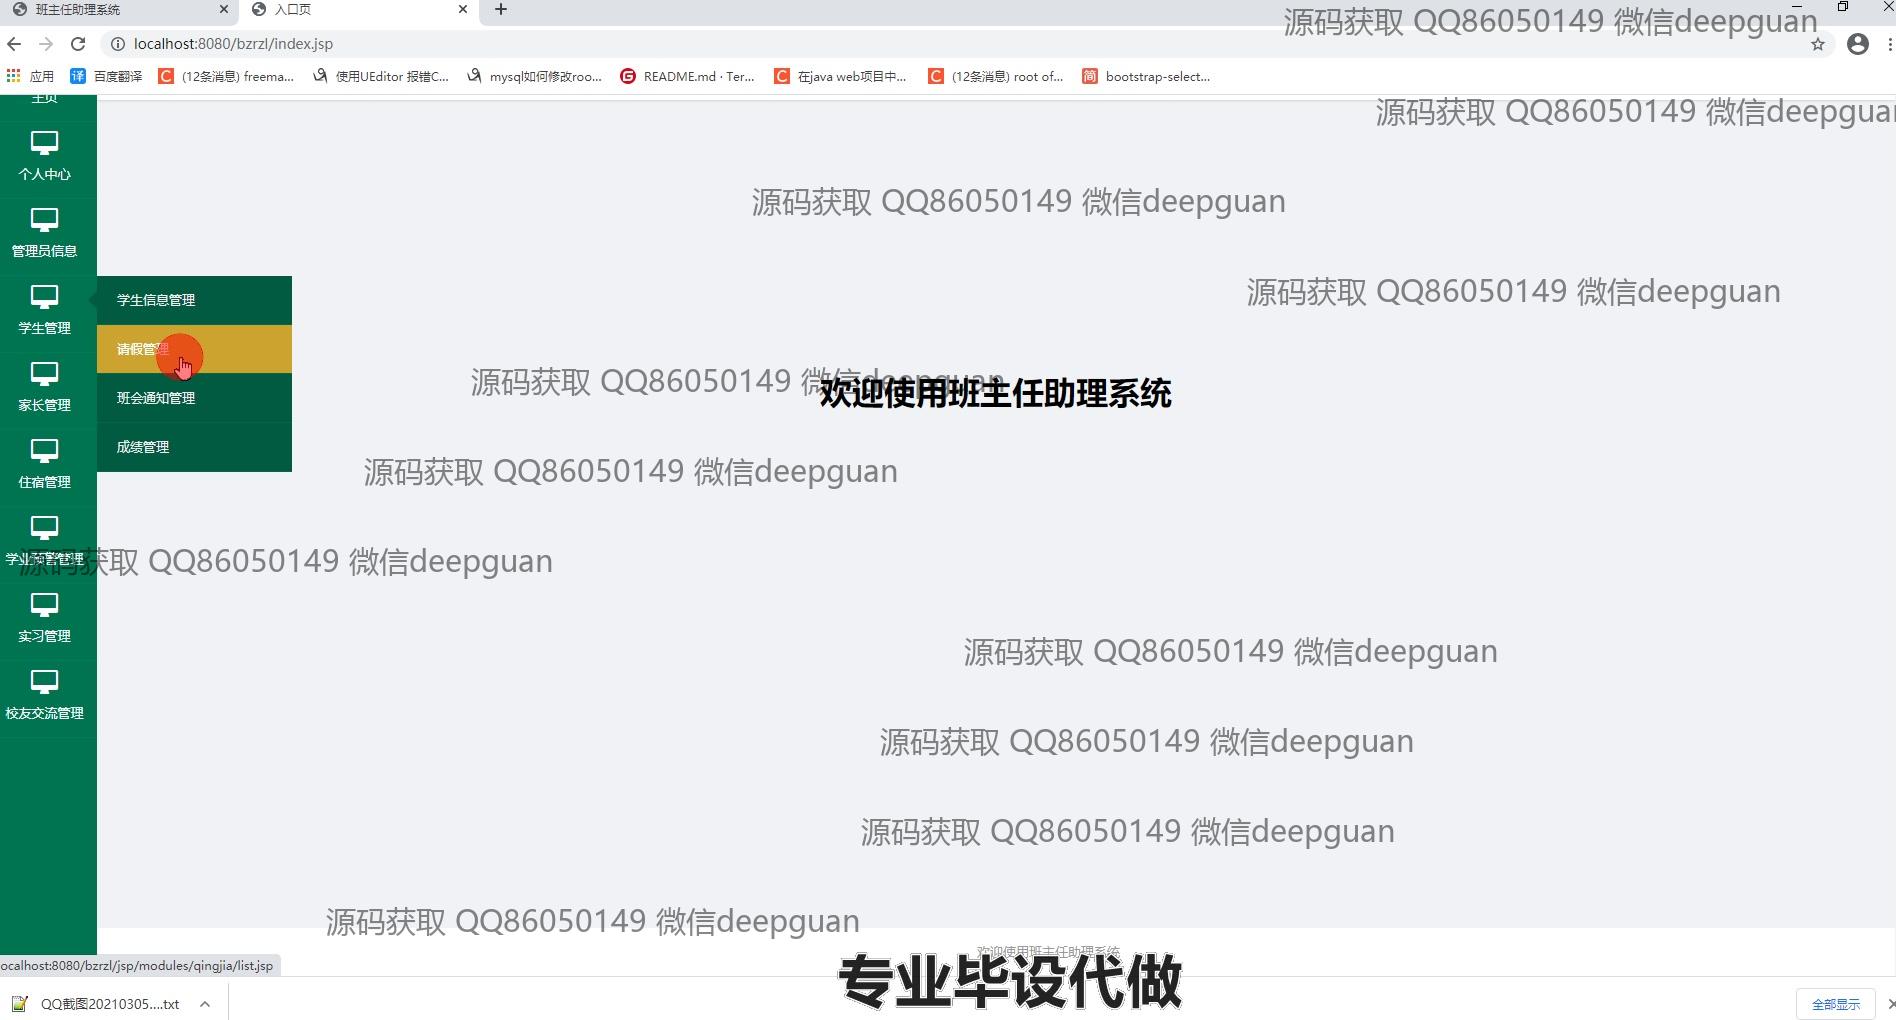 班主任助理系统
入口页
源码获取 QQ86050149 微信deepguan
localhost:8080/bzrzl/index.jsp
应用
百度翻译
(12条消息) freema...
使用UEditor 报错C...
mysql如何修改roo...
README.md · Ter...
在java web项目中...
(12条消息) root of...
bootstrap-select...
主页
源码获取 QQ86050149 微信deepguan
个人中心
源码获取 QQ86050149 微信deepguan
管理员信息
源码获取 QQ86050149 微信deepguan
学生管理
学生信息管理
请假管理
班会通知管理
成绩管理
源码获取 QQ86050149 微信deepguan
欢迎使用班主任助理系统
家长管理
源码获取 QQ86050149 微信deepguan
住宿管理
学业预警管理
源码获取 QQ86050149 微信deepguan
实习管理
源码获取 QQ86050149 微信deepguan
校友交流管理
源码获取 QQ86050149 微信deepguan
源码获取 QQ86050149 微信deepguan
源码获取 QQ86050149 微信deepguan
欢迎使用班主任助理系统
ocalhost:8080/bzrzl/jsp/modules/qingjia/list.jsp
专业毕设代做
QQ截图20210305....txt
全部显示